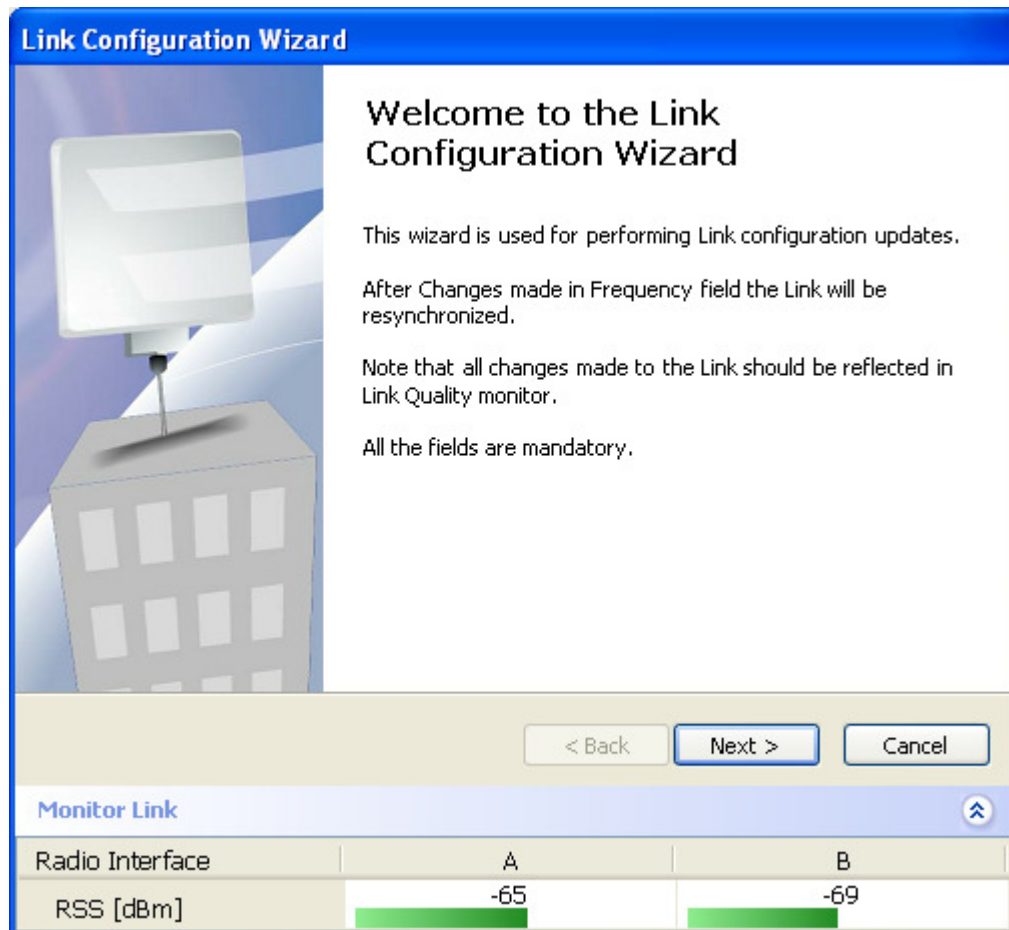 Link Configuration Wizard
Welcome to the Link
Configuration Wizard
This wizard is used for performing Link configuration updates.
After Changes made in Frequency field the Link will be
resynchronized.
Note that all changes made to the Link should be reflected in
Link Quality monitor.
All the fields are mandatory.
< Back Next > Cancel
Monitor Link
Radio Interface A B
RSS [dBm] -65 -69